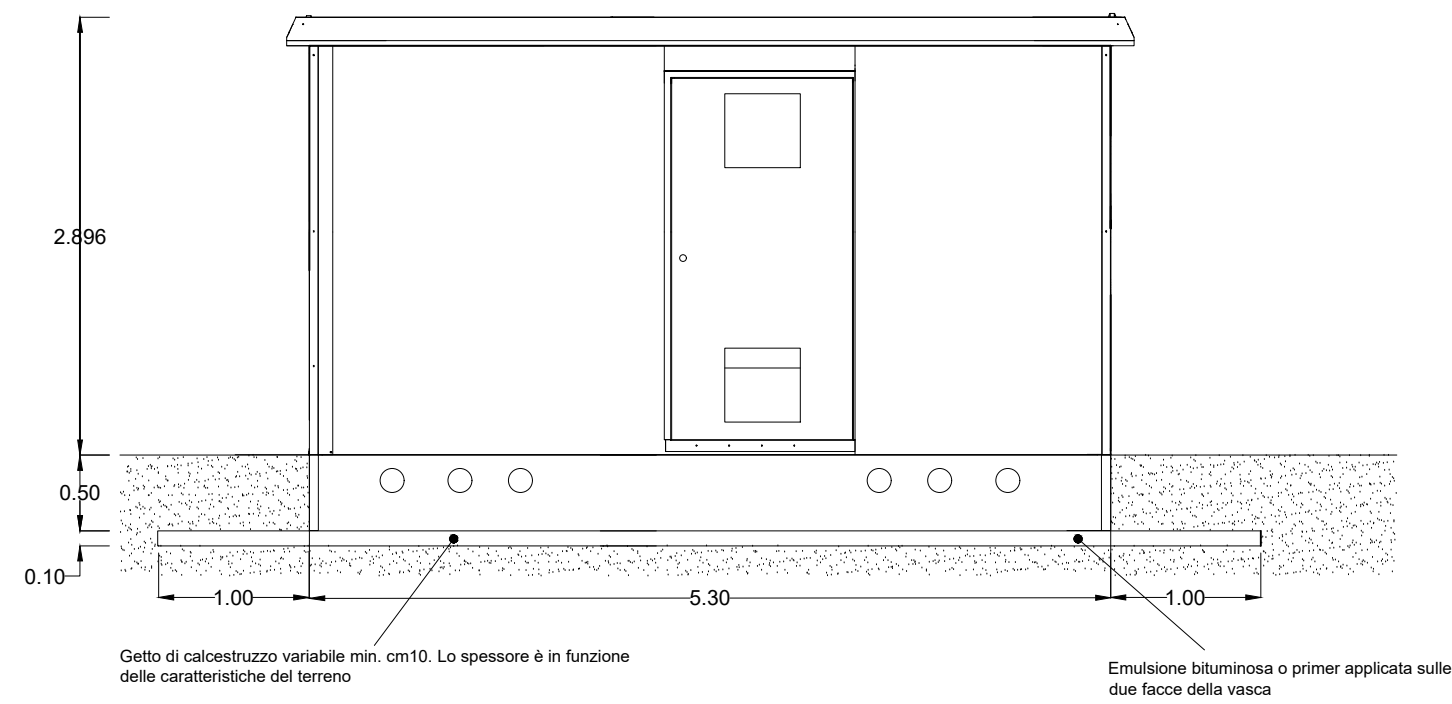 2.896
0.50
0.10
1.00
5.30
1.00
Getto di calcestruzzo variabile min. cm10. Lo spessore è in funzione
delle caratteristiche del terreno
Emulsione bituminosa o primer applicata sulle
due facce della vasca